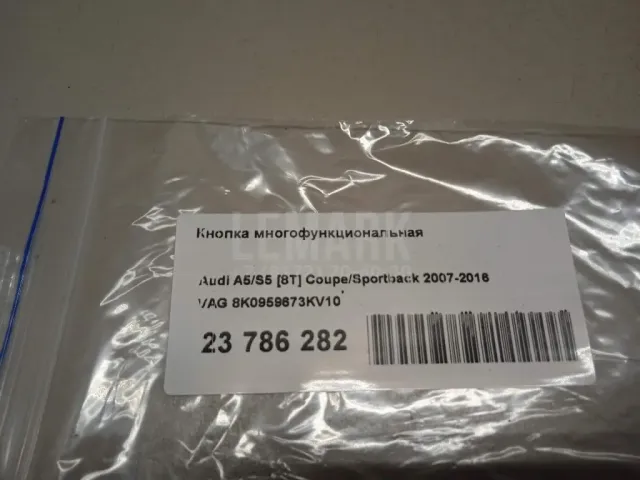 Кнопка многофункциональная
LEMARK
Audi A5/S5 [8T] Coupe/Sportback 2007-2016
VAG 8K0959673KV10
23 786 282